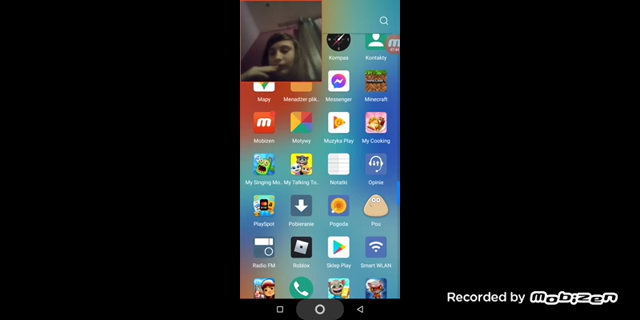 Kompas Kontakty
Mapy Menadżer plik... Messenger Minecraft
Mobizen Motywy Muzyka Play My Cooking
My Singing Mo... My Talking To... Notatki Opinie
PlaySpot Pobieranie Pogoda Pou
Radio FM Roblox Sklep Play Smart WLAN
Recorded by mobizen